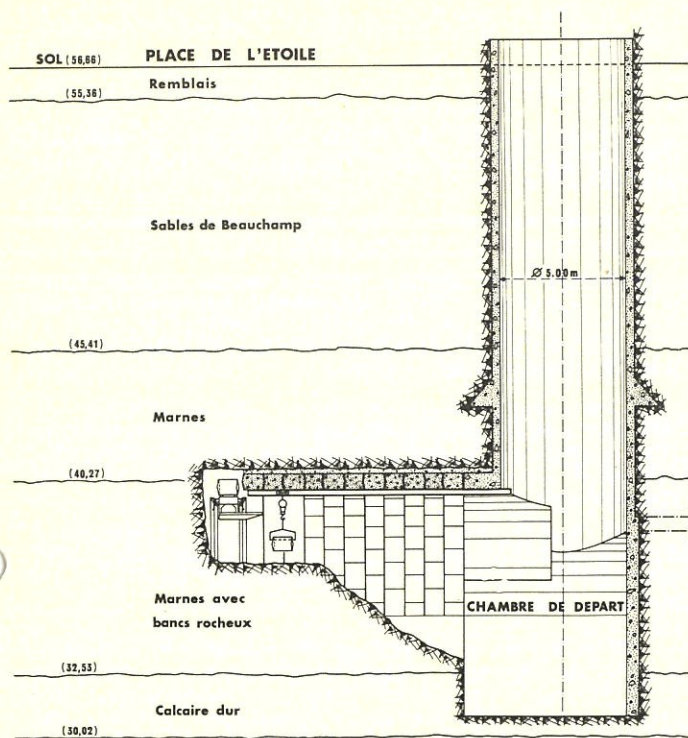 SOL (56,66) PLACE DE L'ETOILE
Remblais
(55,36)
Sables de Beauchamp
Ø 5.00m
(45,41)
Marnes
(40,27)
Marnes avec
bancs rocheux
CHAMBRE DE DEPART
(32,53)
Calcaire dur
(30,02)